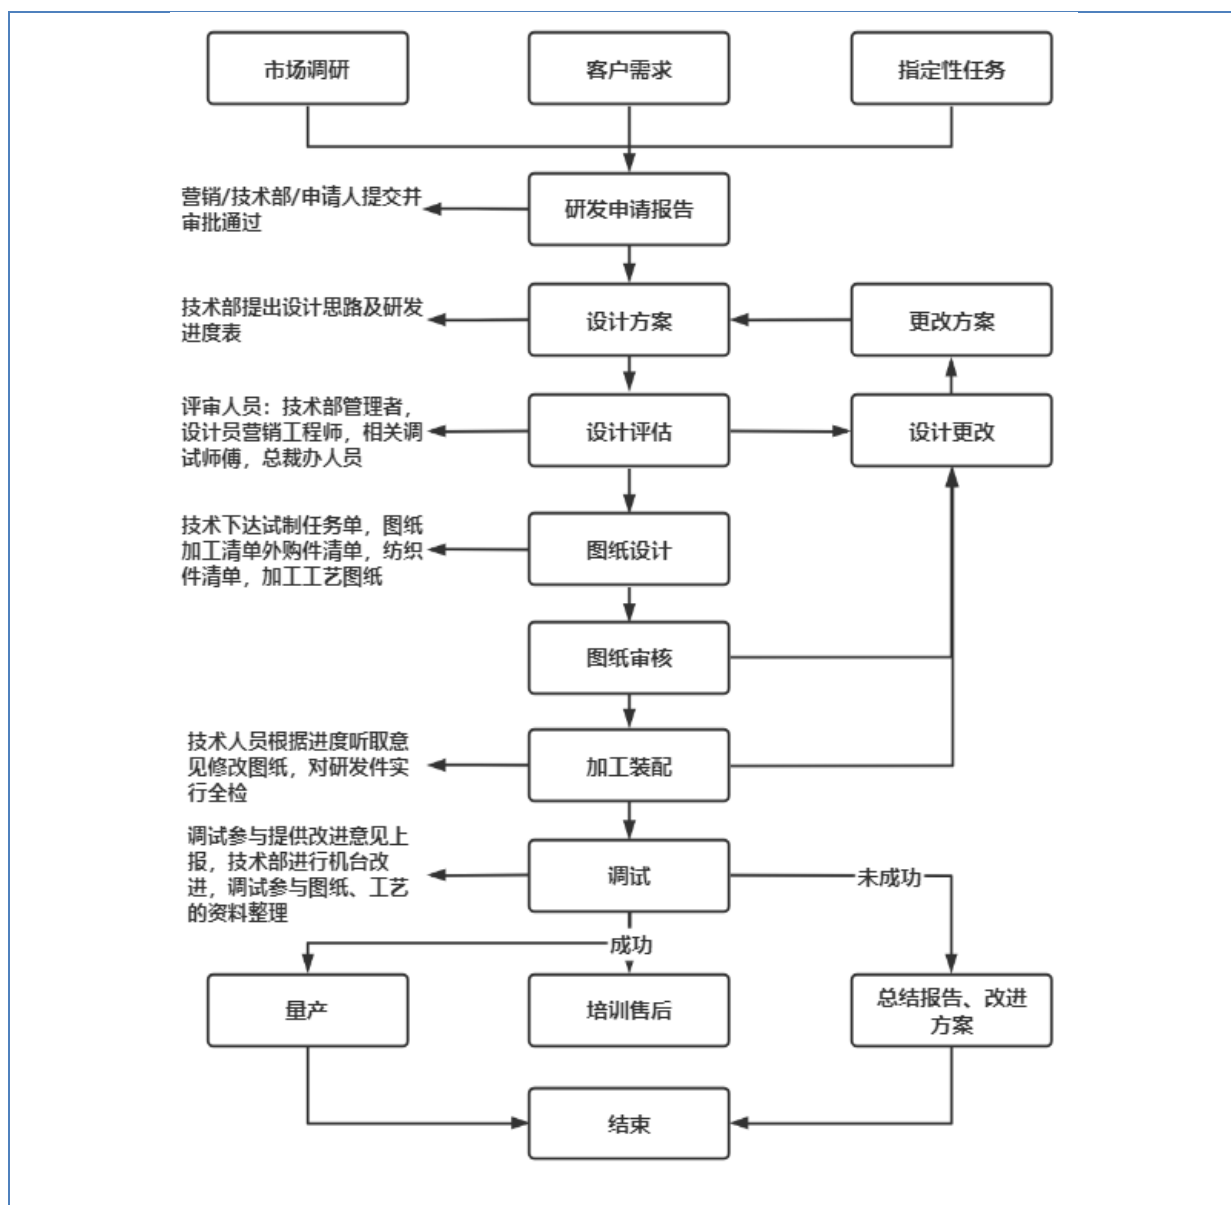 市场调研
客户需求
指定性任务
营销/技术部/申请人提交并
审批通过
研发申请报告
技术部提出设计思路及研发
进度表
设计方案
更改方案
评审人员：技术部管理者，
设计员营销工程师，相关调
试师傅，总裁办人员
设计评估
设计更改
技术下达试制任务单，图纸
加工清单外购件清单，纺织
件清单，加工工艺图纸
图纸设计
图纸审核
技术人员根据进度听取意
见修改图纸，对研发件实
行全检
加工装配
调试参与提供改进意见上
报，技术部进行机台改
进，调试参与图纸、工艺
的资料整理
调试
未成功
成功
量产
培训售后
总结报告、改进
方案
结束